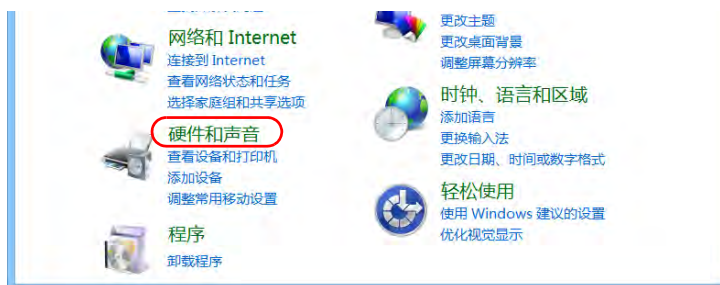 网络和 Internet
连接到 Internet
查看网络状态和任务
选择家庭组和共享选项
硬件和声音
查看设备和打印机
添加设备
调整常用移动设置
程序
卸载程序
更改主题
更改桌面背景
调整屏幕分辨率
时钟、语言和区域
添加语言
更换输入法
更改日期、时间或数字格式
轻松使用
使用 Windows 建议的设置
优化视觉显示